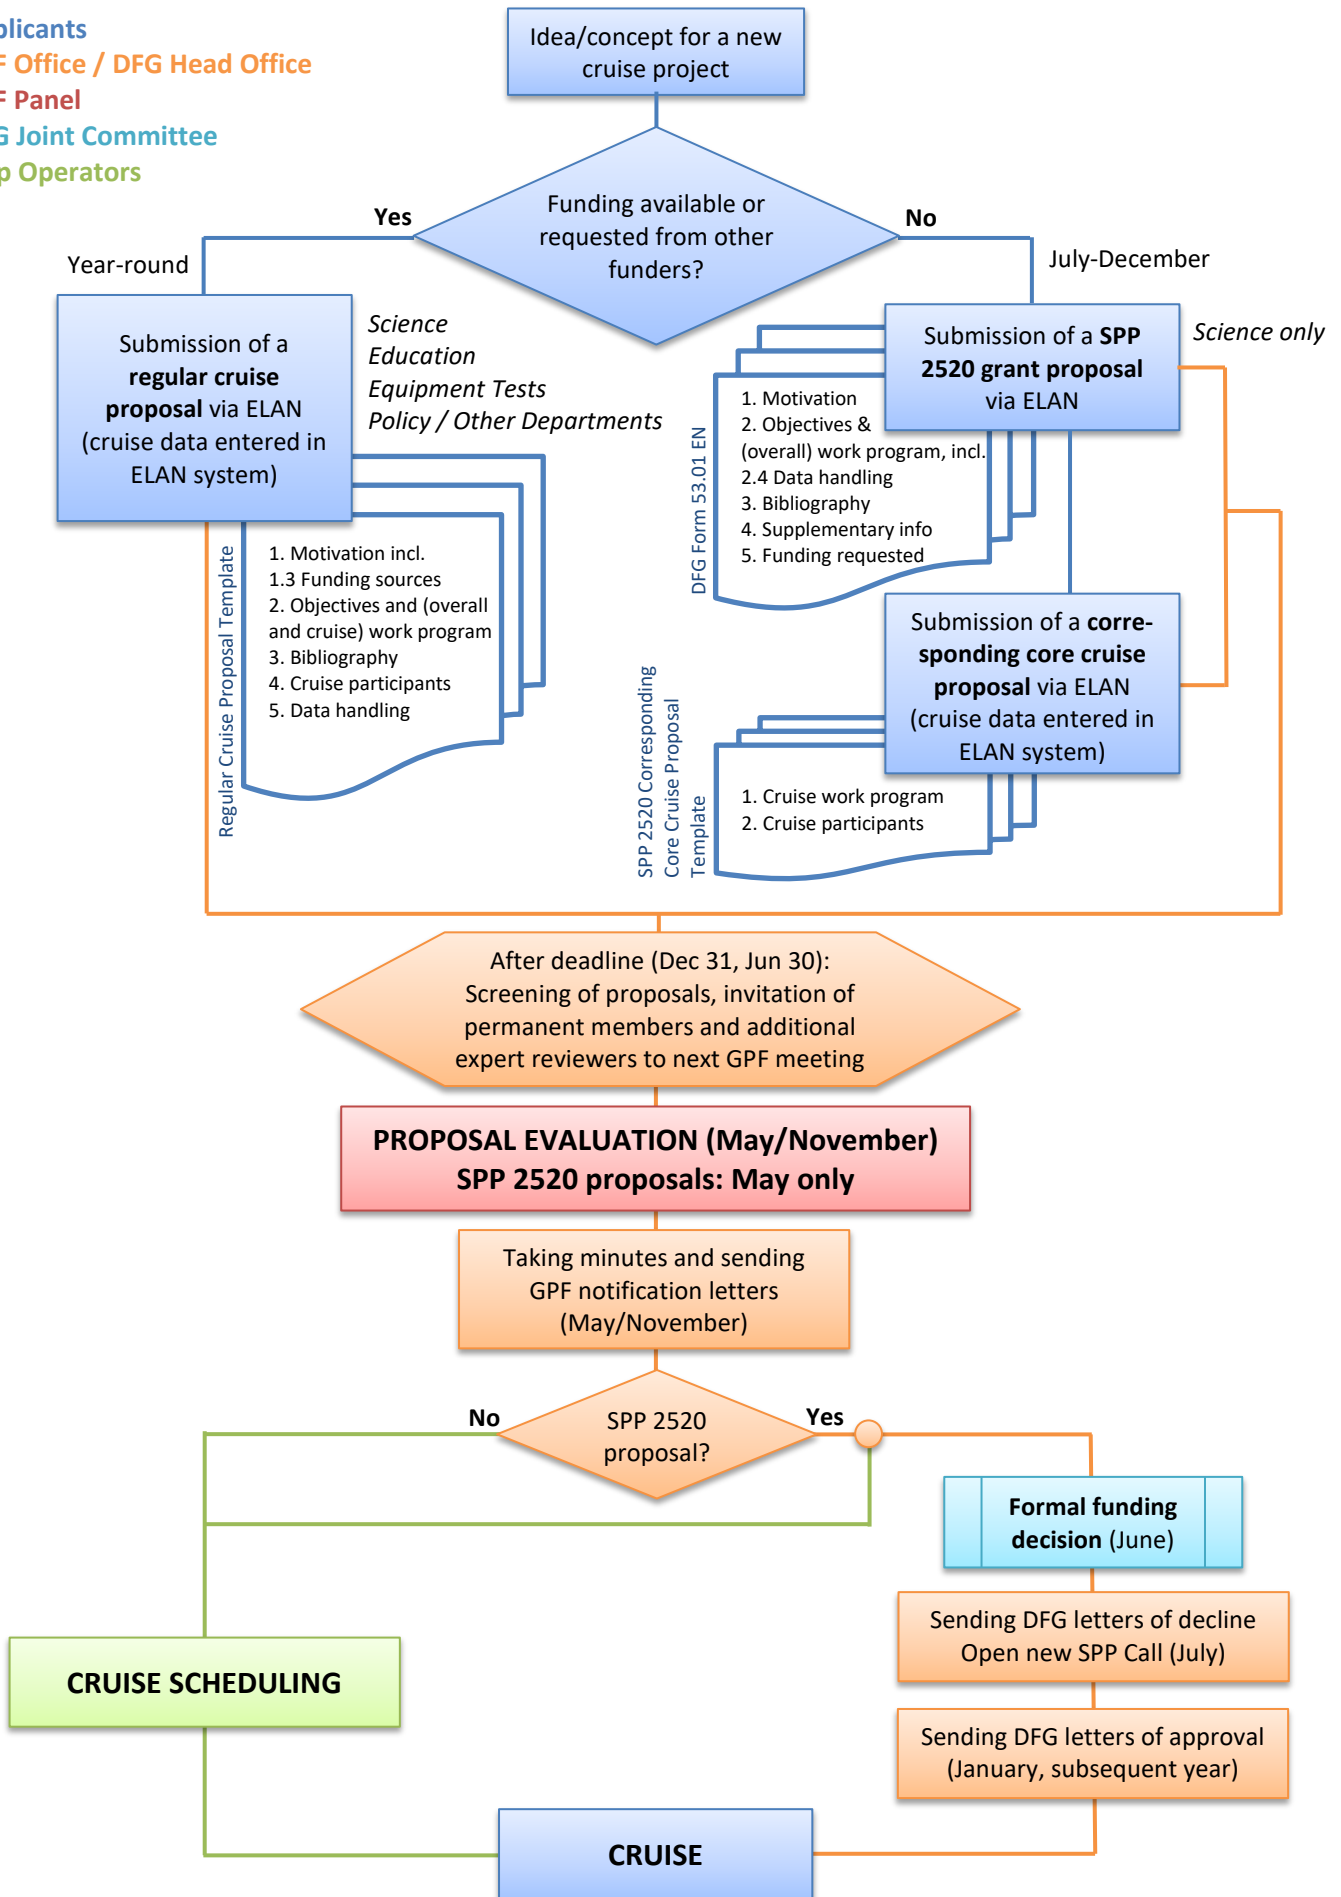 plicants
F Office / DFG Head Office
F Panel
G Joint Committee
p Operators
Idea/concept for a new
cruise project
Funding available or
requested from other
funders?
Yes
No
Year-round
July-December
Submission of a
regular cruise
proposal via ELAN
(cruise data entered in
ELAN system)
Science
Education
Equipment Tests
Policy / Other Departments
Regular Cruise Proposal Template
1. Motivation incl.
1.3 Funding sources
2. Objectives and (overall
and cruise) work program
3. Bibliography
4. Cruise participants
5. Data handling
Submission of a SPP
2520 grant proposal
via ELAN
Science only
DFG Form 53.01 EN
1. Motivation
2. Objectives &
(overall) work program, incl.
2.4 Data handling
3. Bibliography
4. Supplementary info
5. Funding requested
Submission of a corre-
sponding core cruise
proposal via ELAN
(cruise data entered in
ELAN system)
SPP 2520 Corresponding
Core Cruise Proposal
Template
1. Cruise work program
2. Cruise participants
After deadline (Dec 31, Jun 30):
Screening of proposals, invitation of
permanent members and additional
expert reviewers to next GPF meeting
PROPOSAL EVALUATION (May/November)
SPP 2520 proposals: May only
Taking minutes and sending
GPF notification letters
(May/November)
SPP 2520
proposal?
No
Yes
Formal funding
decision (June)
Sending DFG letters of decline
Open new SPP Call (July)
Sending DFG letters of approval
(January, subsequent year)
CRUISE SCHEDULING
CRUISE